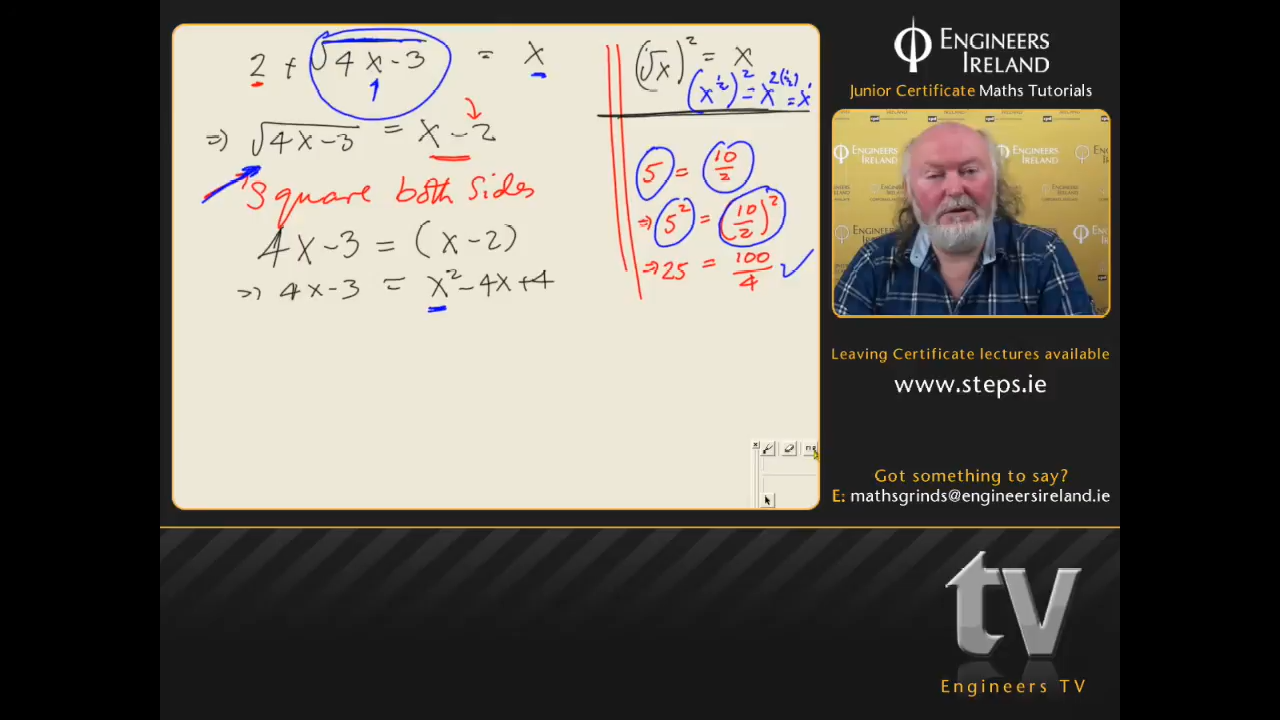 2 + √4x-3 = x
⇒ √4x-3 = x-2
Square both sides
4x-3 = (x-2)
⇒ 4x-3 = x²-4x+4
(√x)² = x
(x^½)² = x^2(½) = x¹
5 = 10/2
⇒ 5² = (10/2)²
⇒ 25 = 100/4 ✓
ENGINEERS
IRELAND
Junior Certificate Maths Tutorials
Leaving Certificate lectures available
www.steps.ie
Got something to say?
E: mathsgrinds@engineersireland.ie
tv
Engineers TV